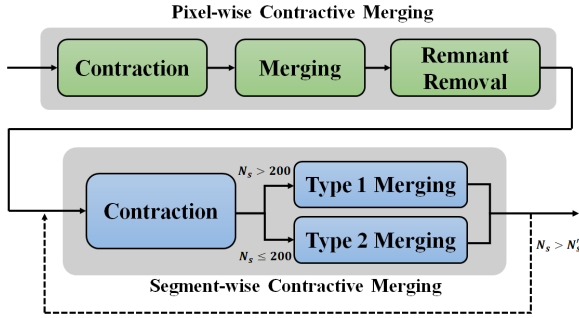 Pixel-wise Contractive Merging
Contraction
Merging
Remnant
Removal
N_s > 200
Type 1 Merging
Contraction
Type 2 Merging
N_s ≤ 200
N_s > N'_s
Segment-wise Contractive Merging